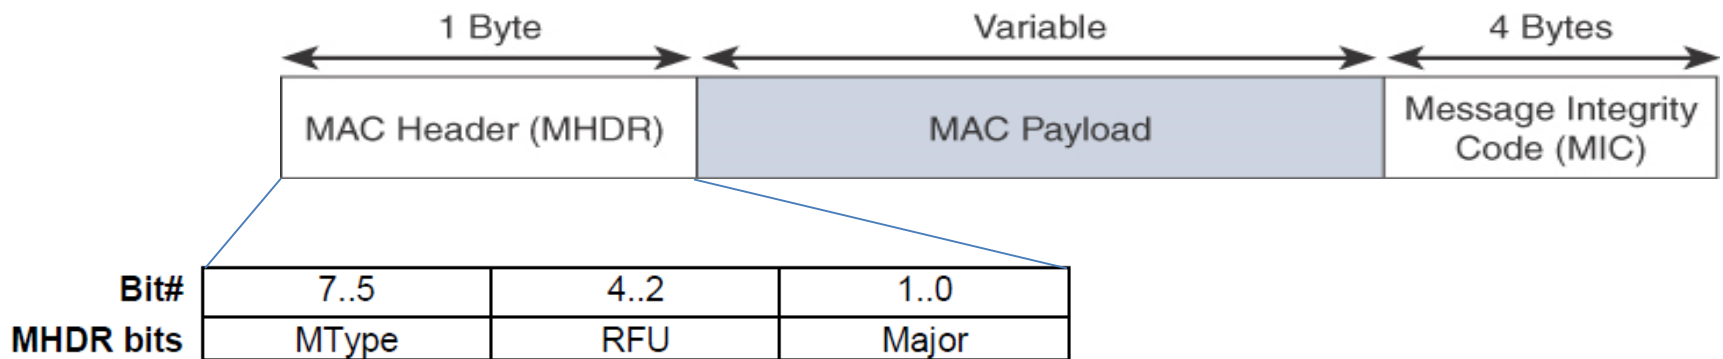 1 Byte Variable 4 Bytes
MAC Header (MHDR) MAC Payload Message Integrity
Code (MIC)
Bit# 7..5 4..2 1..0
MHDR bits MType RFU Major